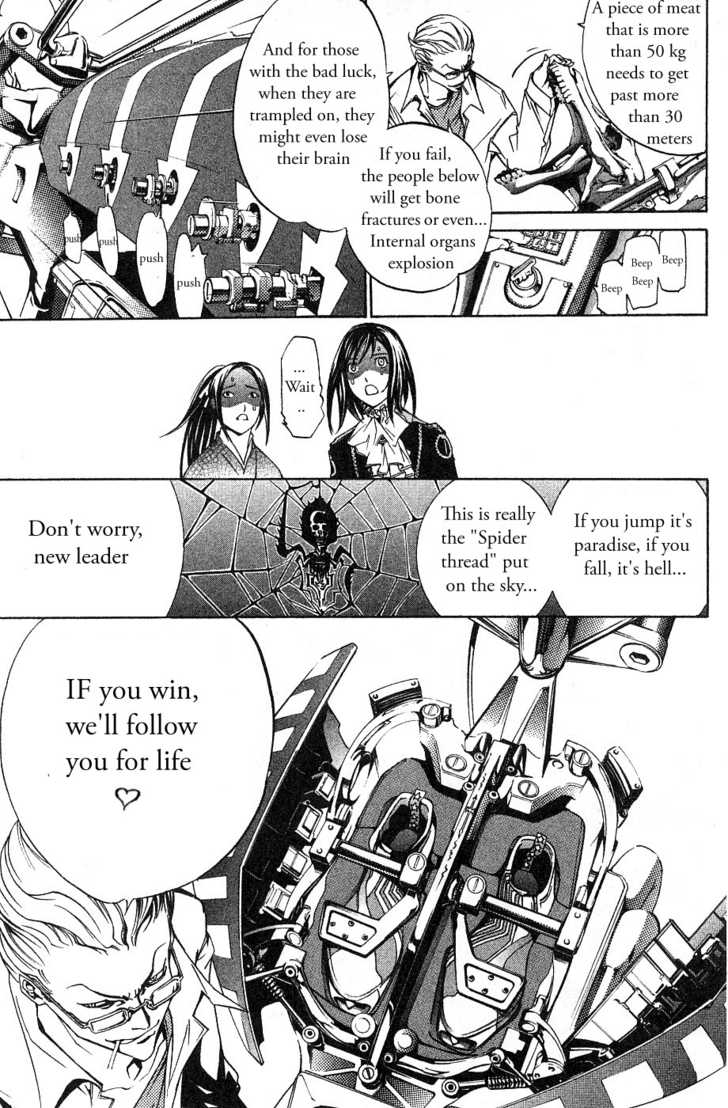 A piece of meat
that is more
than 50 kg
needs to get
past more
than 30
meters
If you fail,
the people below
will get bone
fractures or even...
Internal organs
explosion
And for those
with the bad luck,
when they are
trampled on, they
might even lose
their brain
push
push
push
push
Beep
Beep
Beep
Beep
...
Wait
..
If you jump it's
paradise, if you
fall, it's hell...
This is really
the "Spider
thread" put
on the sky...
Don't worry,
new leader
IF you win,
we'll follow
you for life
♡